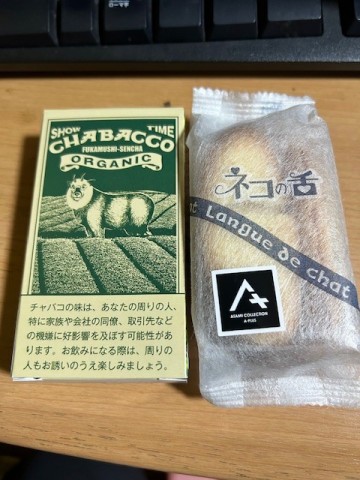 SHOW TIME
CHABACCO
FUKAMUSHI-SENCHA
ORGANIC
チャバコの味は、あなたの周りの人、
特に家族や会社の同僚、取引先など
の機嫌に好影響を及ぼす可能性があ
ります。お飲みになる際は、周りの
人もお誘いのうえ楽しみましょう。
ネコの舌
t Langue de chat
A+
ASAHI COLLECTION
A-PLUS